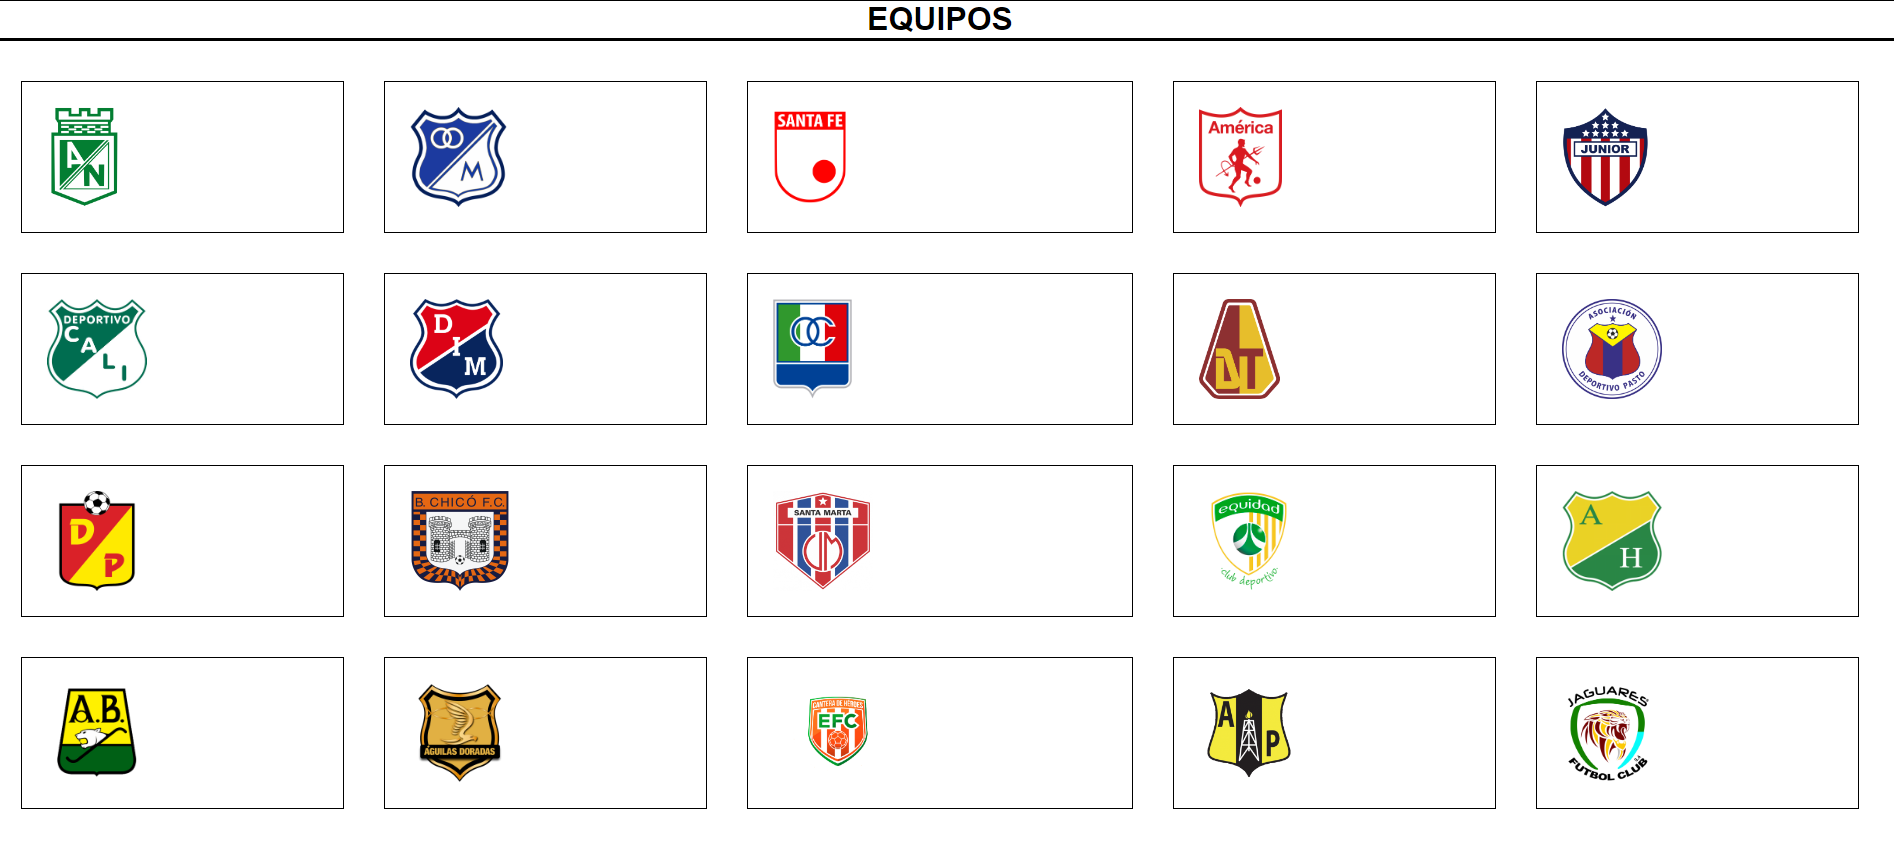 EQUIPOS
AN
M
SANTA FE
América
JUNIOR
DEPORTIVO
CALI
DIM
OC
DT
ASOCIACIÓN
DEPORTIVO PASTO
DP
B. CHICÓ F.C.
SANTA MARTA
UM
equidad
club deportivo
A
H
A.B.
ÁGUILAS DORADAS
CANTERA DE HÉROES
EFC
A
P
JAGUARES
FUTBOL CLUB